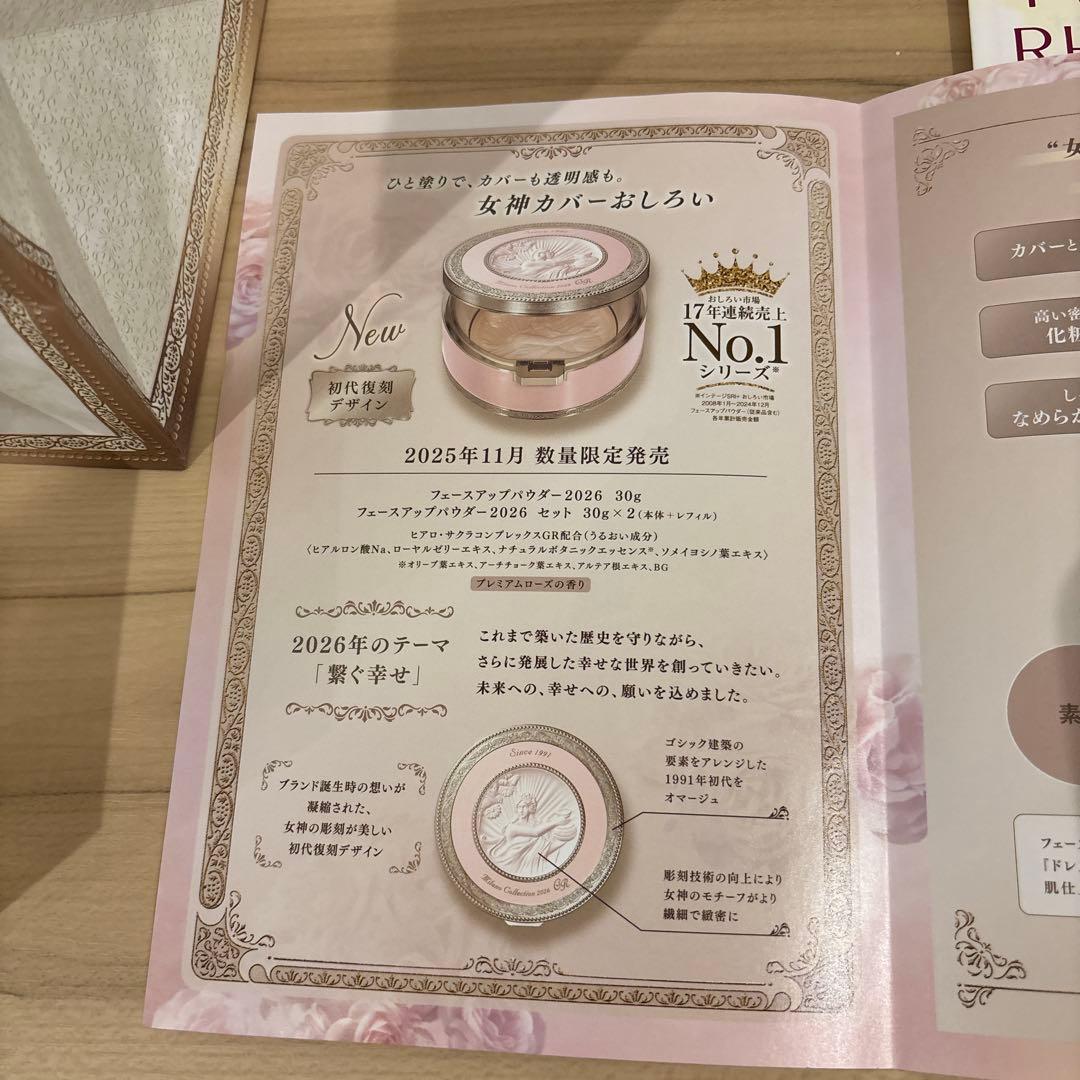 ひと塗りで、カバーも透明感も。
女神カバーおしろい
New
初代復刻
デザイン
おしろい市場
17年連続売上
No.1
シリーズ※
※インテージSRI+ おしろい市場
2008年1月〜2024年12月
フェースアップパウダー(従来品含む)
各年累計販売金額
2025年11月 数量限定発売
フェースアップパウダー2026 30g
フェースアップパウダー2026 セット 30g×2(本体+レフィル)
ヒアロ・サクラコンプレックスGR配合(うるおい成分)
〈ヒアルロン酸Na、ローヤルゼリーエキス、ナチュラルボタニックエッセンス※、ソメイヨシノ葉エキス〉
※オリーブ葉エキス、アーチチョーク葉エキス、アルテア根エキス、BG
プレミアムローズの香り
2026年のテーマ
「繋ぐ幸せ」
これまで築いた歴史を守りながら、
さらに発展した幸せな世界を創っていきたい。
未来への、幸せへの、願いを込めました。
ブランド誕生時の想いが
凝縮された、
女神の彫刻が美しい
初代復刻デザイン
Since 1991
Milano Collection 2026 GR
ゴシック建築の
要素をアレンジした
1991年初代を
オマージュ
彫刻技術の向上により
女神のモチーフがより
繊細で緻密に
カバーと
高い密
化粧
し
なめらか
素
フェー
『ドレ
肌仕